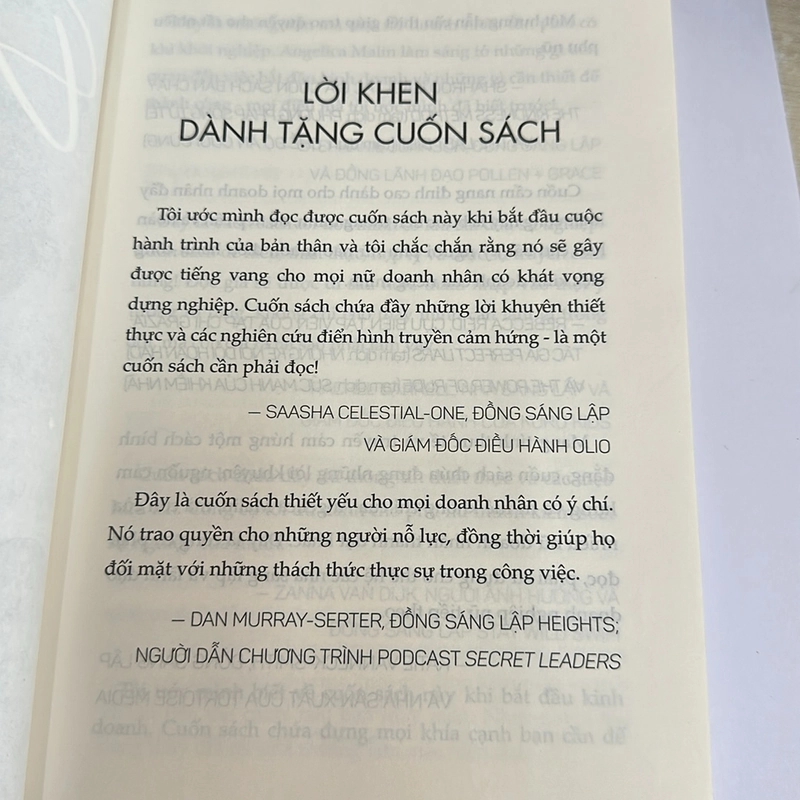 LỜI KHEN
DÀNH TẶNG CUỐN SÁCH
Tôi ước mình đọc được cuốn sách này khi bắt đầu cuộc
hành trình của bản thân và tôi chắc chắn rằng nó sẽ gây
được tiếng vang cho mọi nữ doanh nhân có khát vọng
dựng nghiệp. Cuốn sách chứa đầy những lời khuyên thiết
thực và các nghiên cứu điển hình truyền cảm hứng - là một
cuốn sách cần phải đọc!
— SAASHA CELESTIAL-ONE, ĐỒNG SÁNG LẬP
VÀ GIÁM ĐỐC ĐIỀU HÀNH OLIO
Đây là cuốn sách thiết yếu cho mọi doanh nhân có ý chí.
Nó trao quyền cho những người nỗ lực, đồng thời giúp họ
đối mặt với những thách thức thực sự trong công việc.
— DAN MURRAY-SERTER, ĐỒNG SÁNG LẬP HEIGHTS;
NGƯỜI DẪN CHƯƠNG TRÌNH PODCAST SECRET LEADERS